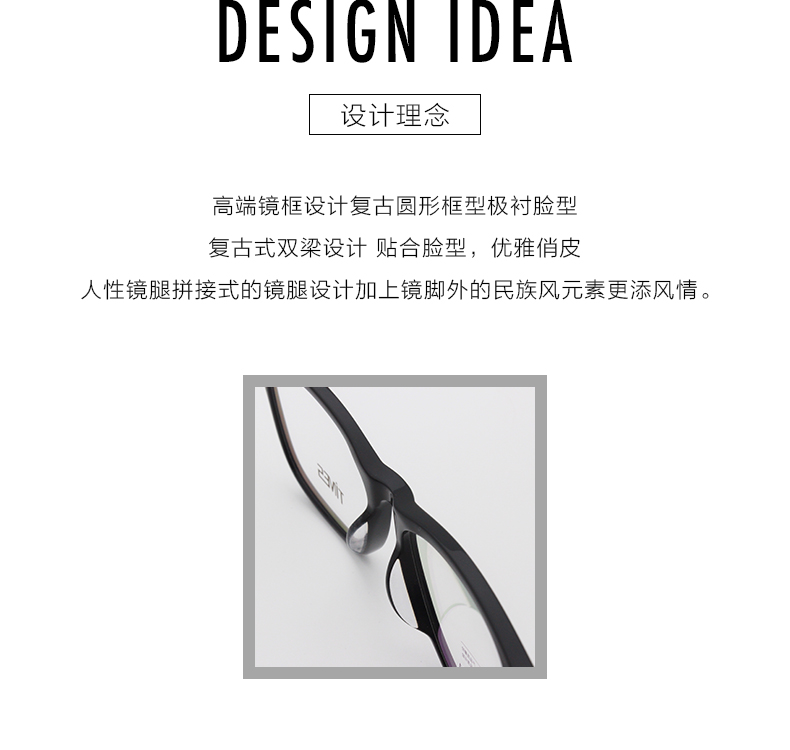 DESIGN IDEA
设计理念
高端镜框设计复古圆形框型极衬脸型
复古式双梁设计 贴合脸型，优雅俏皮
人性镜腿拼接式的镜腿设计加上镜脚外的民族风元素更添风情。